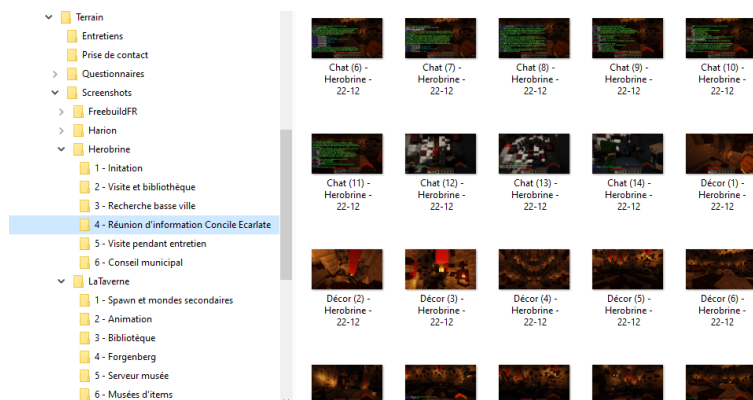 Terrain
Entretiens
Prise de contact
Questionnaires
Screenshots
FreebuildFR
Harion
Herobrine
1 - Initation
2 - Visite et bibliothèque
3 - Recherche basse ville
4 - Réunion d'information Concile Ecarlate
5 - Visite pendant entretien
6 - Conseil municipal
LaTaverne
1 - Spawn et mondes secondaires
2 - Animation
3 - Bibliotèque
4 - Forgenberg
5 - Serveur musée
6 - Musées d'items
Chat (6) -
Herobrine -
22-12
Chat (7) -
Herobrine -
22-12
Chat (8) -
Herobrine -
22-12
Chat (9) -
Herobrine -
22-12
Chat (10) -
Herobrine -
22-12
Chat (11) -
Herobrine -
22-12
Chat (12) -
Herobrine -
22-12
Chat (13) -
Herobrine -
22-12
Chat (14) -
Herobrine -
22-12
Décor (1) -
Herobrine -
22-12
Décor (2) -
Herobrine -
22-12
Décor (3) -
Herobrine -
22-12
Décor (4) -
Herobrine -
22-12
Décor (5) -
Herobrine -
22-12
Décor (6) -
Herobrine -
22-12